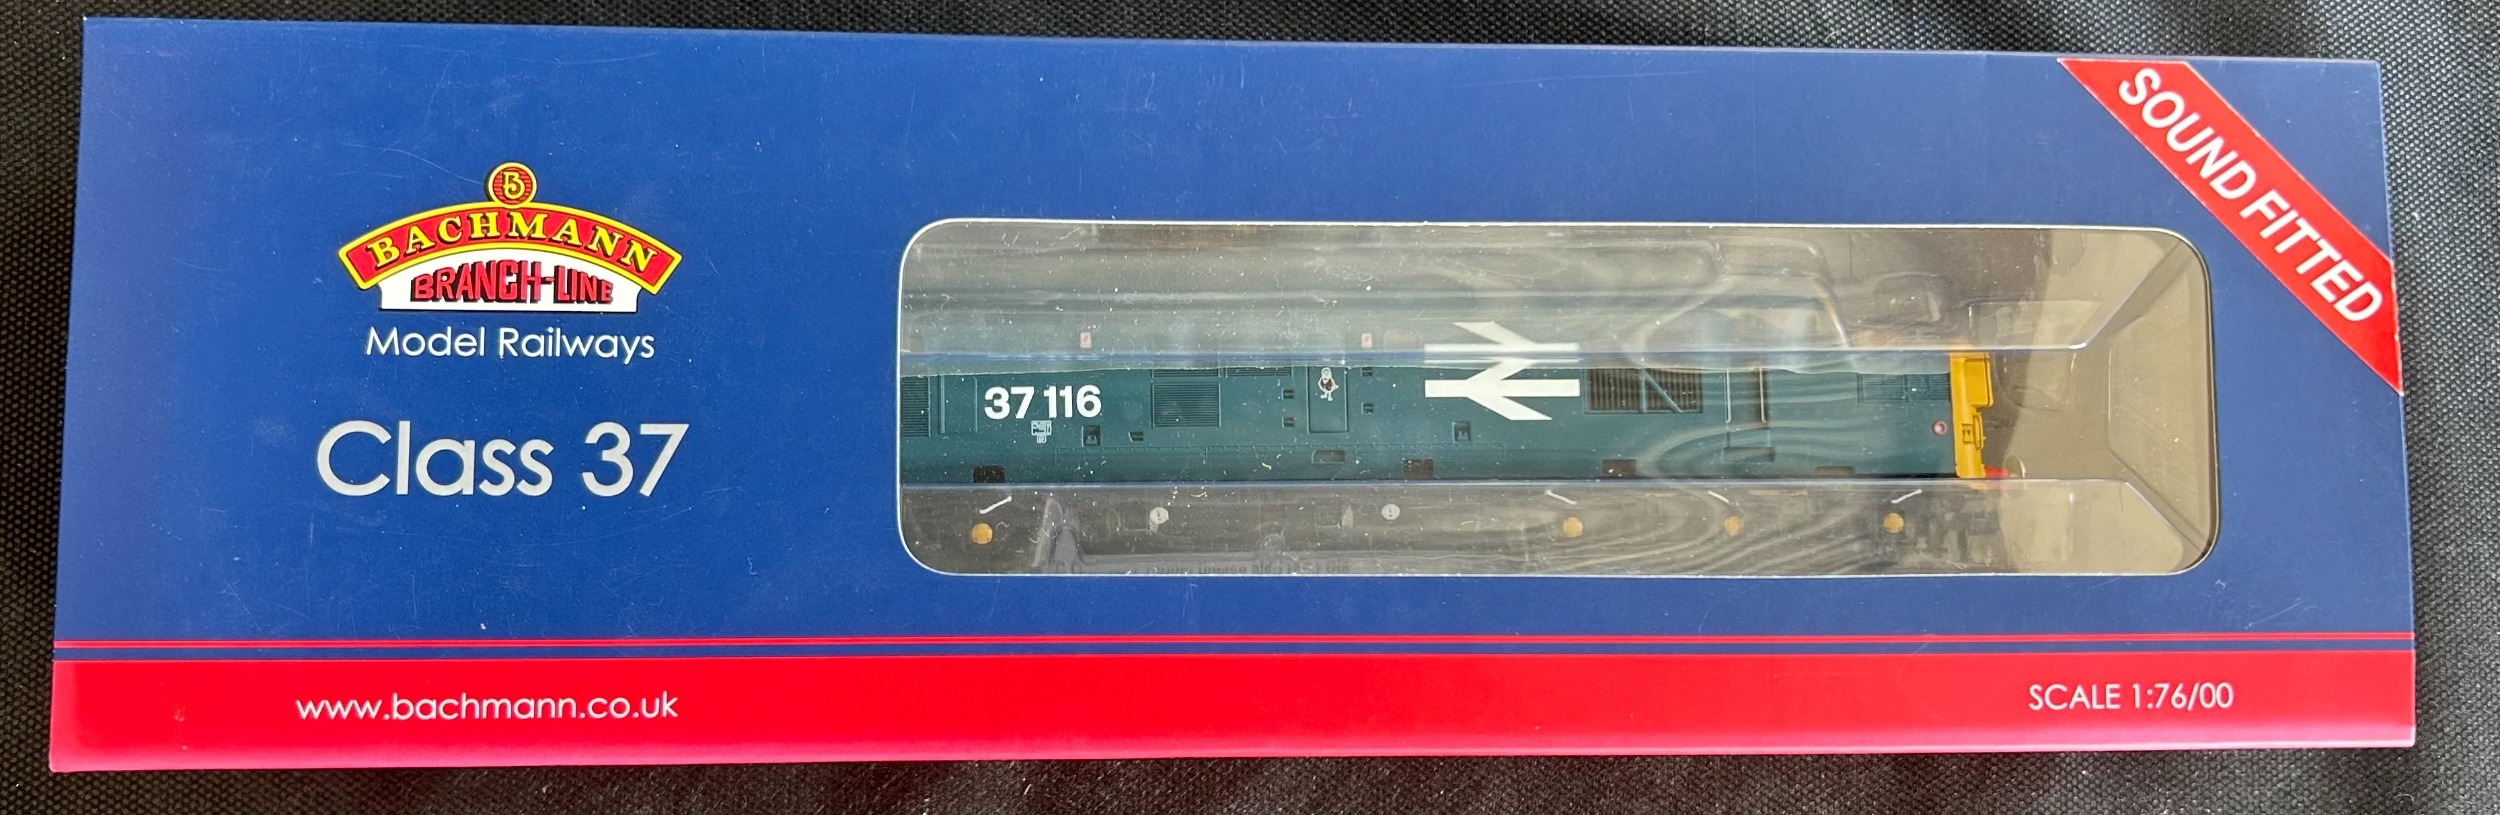 SOUND FITTED
B
BACHMANN
BRANCH-LINE
Model Railways
Class 37
37 116
www.bachmann.co.uk
SCALE 1:76/00